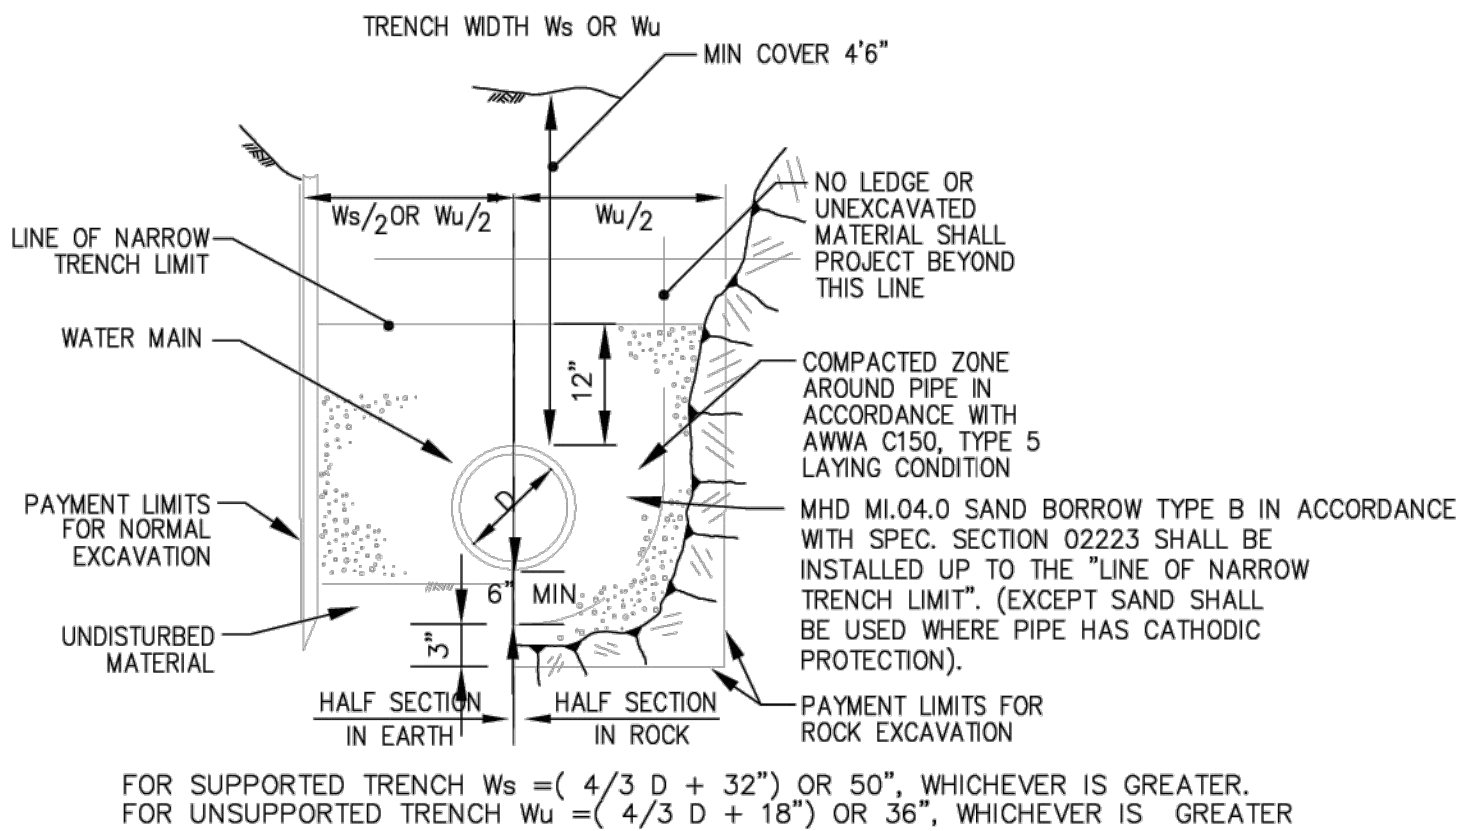 TRENCH WIDTH Ws OR Wu
MIN COVER 4'6"
Ws/2 OR Wu/2
Wu/2
NO LEDGE OR
UNEXCAVATED
MATERIAL SHALL
PROJECT BEYOND
THIS LINE
LINE OF NARROW
TRENCH LIMIT
WATER MAIN
12"
COMPACTED ZONE
AROUND PIPE IN
ACCORDANCE WITH
AWWA C150, TYPE 5
LAYING CONDITION
D
PAYMENT LIMITS
FOR NORMAL
EXCAVATION
MHD M1.04.0 SAND BORROW TYPE B IN ACCORDANCE
WITH SPEC. SECTION 02223 SHALL BE
INSTALLED UP TO THE "LINE OF NARROW
TRENCH LIMIT". (EXCEPT SAND SHALL
BE USED WHERE PIPE HAS CATHODIC
PROTECTION).
6" MIN
UNDISTURBED
MATERIAL
3"
HALF SECTION
IN EARTH
HALF SECTION
IN ROCK
PAYMENT LIMITS FOR
ROCK EXCAVATION
FOR SUPPORTED TRENCH Ws =( 4/3 D + 32") OR 50", WHICHEVER IS GREATER.
FOR UNSUPPORTED TRENCH Wu =( 4/3 D + 18") OR 36", WHICHEVER IS GREATER